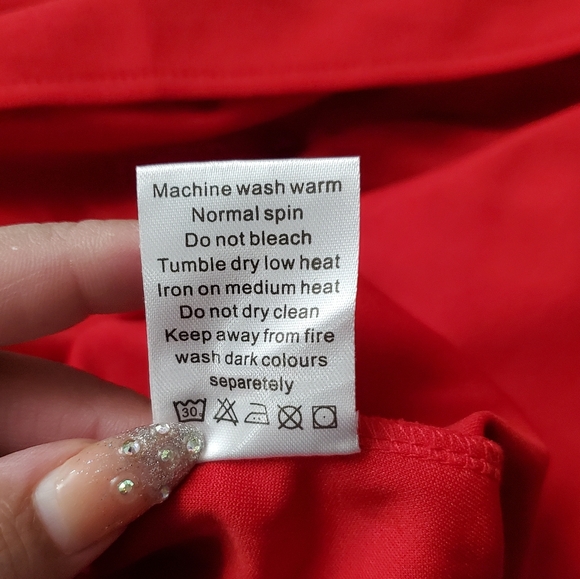 Machine wash warm
Normal spin
Do not bleach
Tumble dry low heat
Iron on medium heat
Do not dry clean
Keep away from fire
wash dark colours
separetely
30